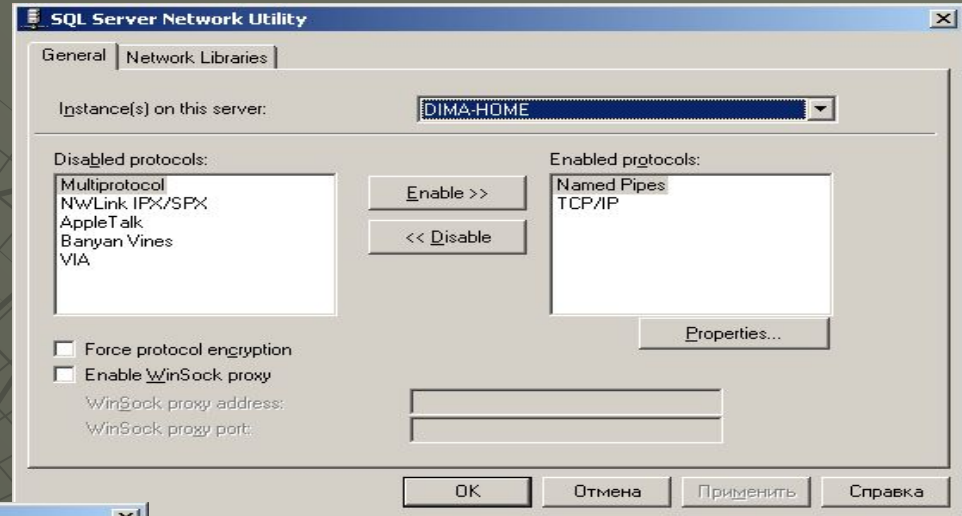 SQL Server Network Utility
General
Network Libraries
Instance(s) on this server:
DIMA-HOME
Disabled protocols:
Multiprotocol
NWLink IPX/SPX
AppleTalk
Banyan Vines
VIA
Enable >>
<< Disable
Enabled protocols:
Named Pipes
TCP/IP
Properties...
Force protocol encryption
Enable WinSock proxy
WinSock proxy address:
WinSock proxy port:
OK
Отмена
Применить
Справка